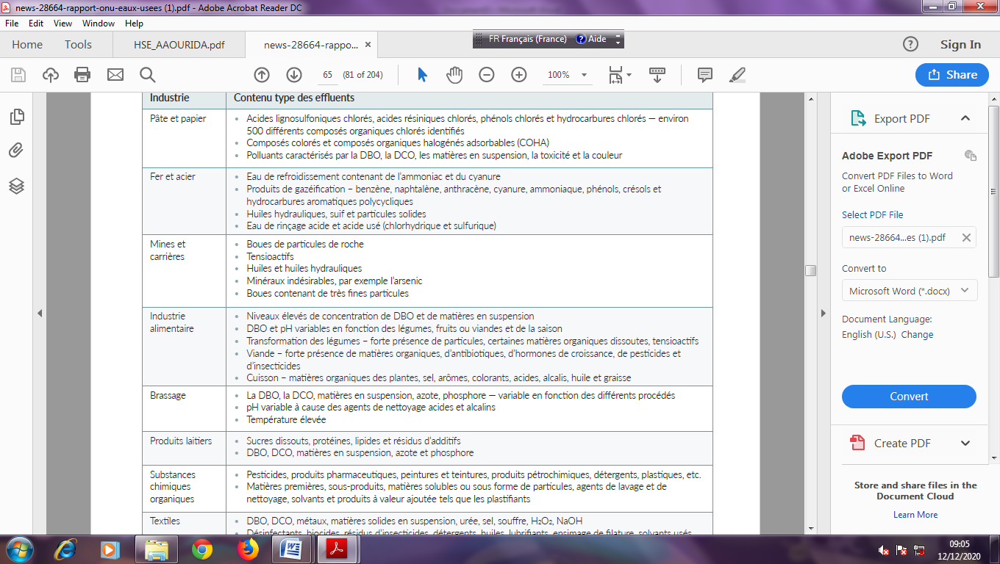 news-28664-rapport-onu-eaux-usees (1).pdf - Adobe Acrobat Reader DC
File Edit View Window Help
Home Tools HSE_AAOURIDA.pdf news-28664-rappo... FR Français (France) Aide Sign In
65 (81 of 204) 100% Share
Industrie Contenu type des effluents
Pâte et papier
• Acides lignosulfoniques chlorés, acides résiniques chlorés, phénols chlorés et hydrocarbures chlorés — environ
500 différents composés organiques chlorés identifiés
• Composés colorés et composés organiques halogénés adsorbables (COHA)
• Polluants caractérisés par la DBO, la DCO, les matières en suspension, la toxicité et la couleur
Fer et acier
• Eau de refroidissement contenant de l'ammoniac et du cyanure
• Produits de gazéification – benzène, naphtalène, anthracène, cyanure, ammoniaque, phénols, crésols et
hydrocarbures aromatiques polycycliques
• Huiles hydrauliques, suif et particules solides
• Eau de rinçage acide et acide usé (chlorhydrique et sulfurique)
Mines et
carrières
• Boues de particules de roche
• Tensioactifs
• Huiles et huiles hydrauliques
• Minéraux indésirables, par exemple l'arsenic
• Boues contenant de très fines particules
Industrie
alimentaire
• Niveaux élevés de concentration de DBO et de matières en suspension
• DBO et pH variables en fonction des légumes, fruits ou viandes et de la saison
• Transformation des légumes – forte présence de particules, certaines matières organiques dissoutes, tensioactifs
• Viande – forte présence de matières organiques, d'antibiotiques, d'hormones de croissance, de pesticides et
d'insecticides
• Cuisson – matières organiques des plantes, sel, arômes, colorants, acides, alcalis, huile et graisse
Brassage
• La DBO, la DCO, matières en suspension, azote, phosphore — variable en fonction des différents procédés
• pH variable à cause des agents de nettoyage acides et alcalins
• Température élevée
Produits laitiers
• Sucres dissouts, protéines, lipides et résidus d'additifs
• DBO, DCO, matières en suspension, azote et phosphore
Substances
chimiques
organiques
• Pesticides, produits pharmaceutiques, peintures et teintures, produits pétrochimiques, détergents, plastiques, etc.
• Matières premières, sous-produits, matières solubles ou sous forme de particules, agents de lavage et de
nettoyage, solvants et produits à valeur ajoutée tels que les plastifiants
Textiles
• DBO, DCO, métaux, matières solides en suspension, urée, sel, souffre, H₂O₂, NaOH
• Désinfectants, biocides, résidus d'insecticides, détergents, huiles, lubrifiants, ensimage de filature, solvants usés
Export PDF
Adobe Export PDF
Convert PDF Files to Word
or Excel Online
Select PDF File
news-28664...es (1).pdf
Convert to
Microsoft Word (*.docx)
Document Language:
English (U.S.) Change
Convert
Create PDF
Store and share files in the
Document Cloud
Learn More
09:05
12/12/2020